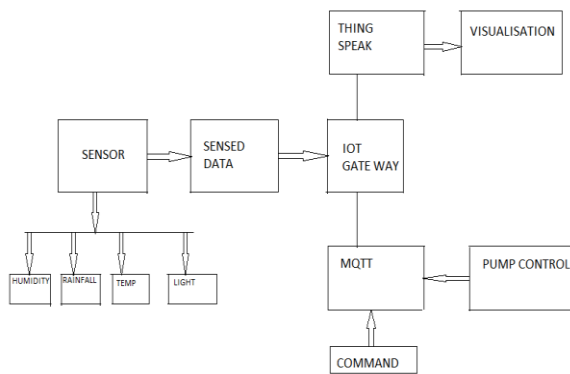 THING
SPEAK
VISUALISATION
SENSOR
SENSED
DATA
IOT
GATE WAY
HUMIDITY
RAINFALL
TEMP
LIGHT
MQTT
PUMP CONTROL
COMMAND